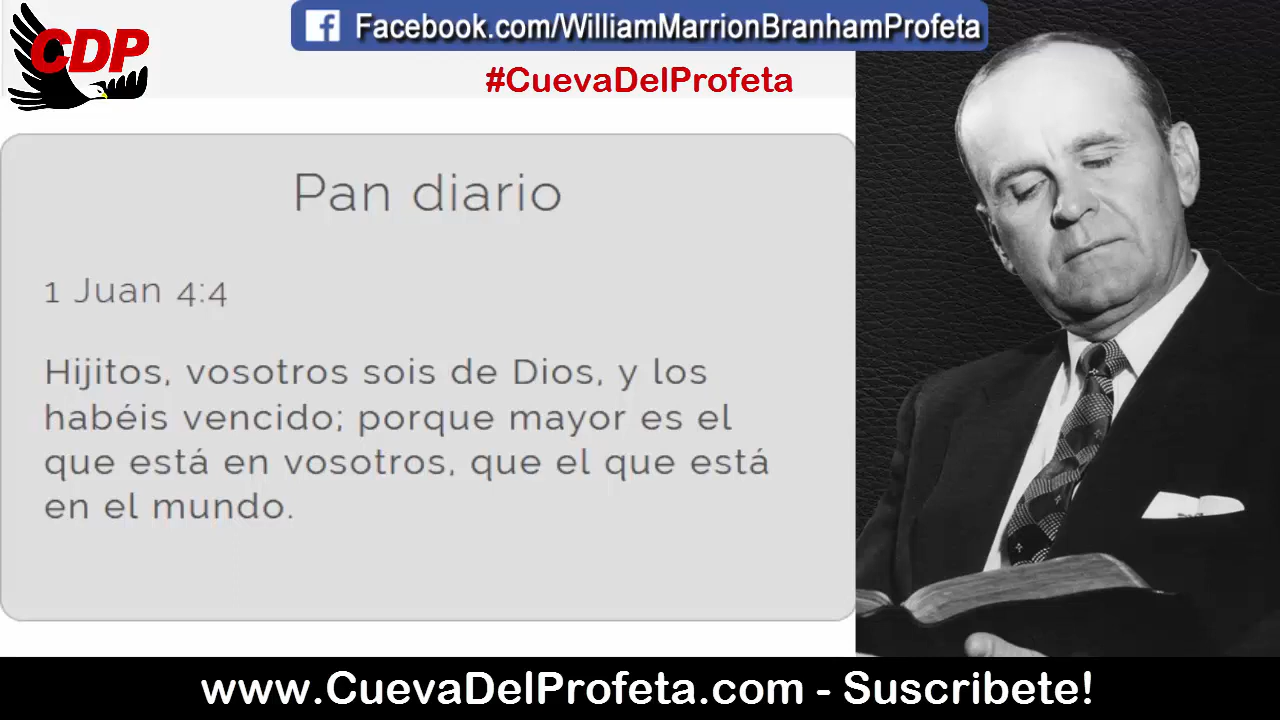 CDP
Facebook.com/WilliamMarrionBranhamProfeta
#CuevaDelProfeta
Pan diario
1 Juan 4:4
Hijitos, vosotros sois de Dios, y los
habéis vencido; porque mayor es el
que está en vosotros, que el que está
en el mundo.
www.CuevaDelProfeta.com - Suscribete!